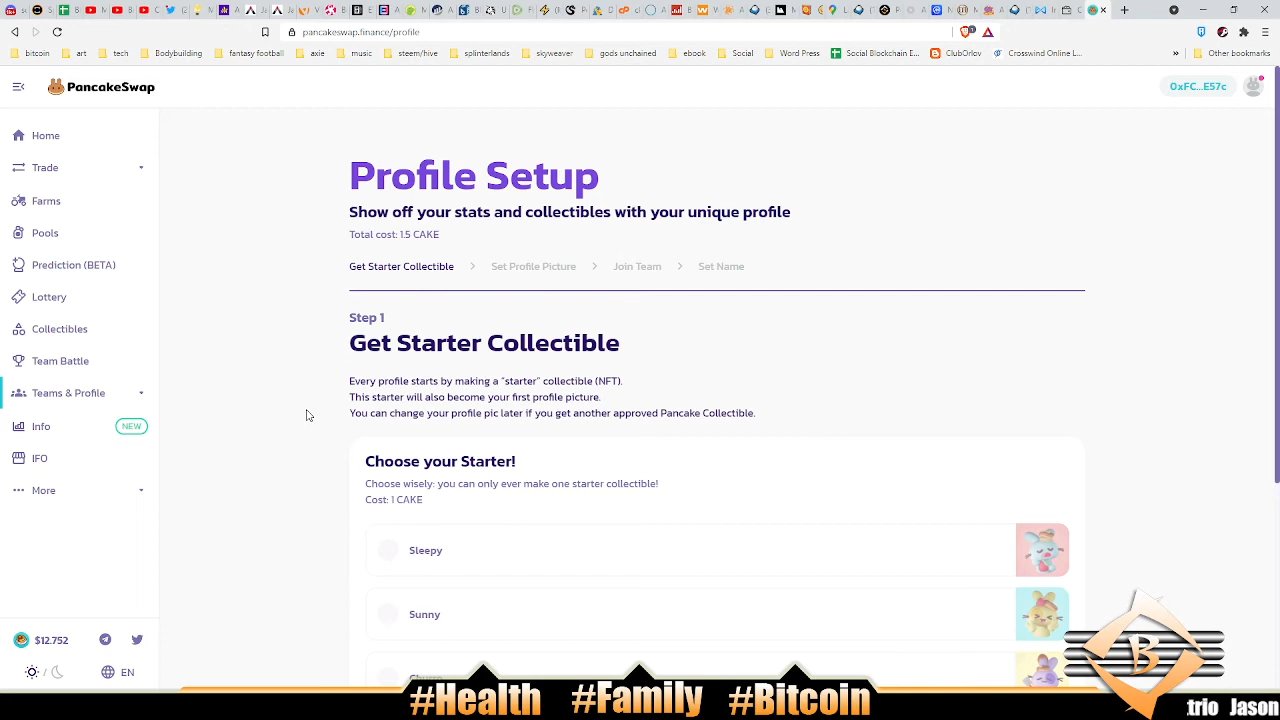 pancakeswap.finance/profile
bitcoin
art
tech
Bodybuilding
fantasy football
axie
music
steem/hive
splinterlands
skyweaver
gods unchained
ebook
Social
Word Press
Social Blockchain E...
ClubOrlov
Crosswind Online L...
»
Other bookmarks
PancakeSwap
0xFC...E57c
Home
Trade
Farms
Pools
Prediction (BETA)
Lottery
Collectibles
Team Battle
Teams & Profile
Info
NEW
IFO
More
$12.752
/
EN
Profile Setup
Show off your stats and collectibles with your unique profile
Total cost: 1.5 CAKE
Get Starter Collectible
Set Profile Picture
Join Team
Set Name
Step 1
Get Starter Collectible
Every profile starts by making a “starter” collectible (NFT).
This starter will also become your first profile picture.
You can change your profile pic later if you get another approved Pancake Collectible.
Choose your Starter!
Choose wisely: you can only ever make one starter collectible!
Cost: 1 CAKE
Sleepy
Sunny
Churro
B
#Health
#Family
#Bitcoin
trio Jason